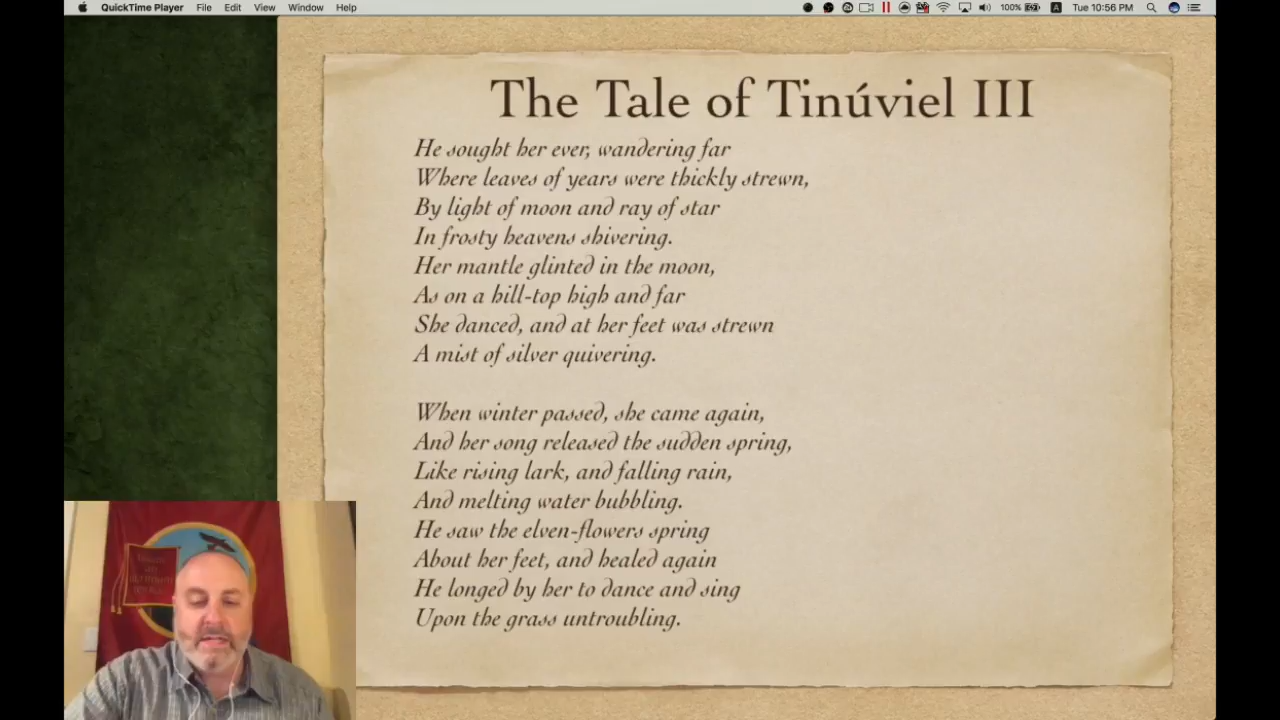 QuickTime Player File Edit View Window Help 100% Tue 10:56 PM
The Tale of Tinúviel III
He sought her ever, wandering far
Where leaves of years were thickly strewn,
By light of moon and ray of star
In frosty heavens shivering.
Her mantle glinted in the moon,
As on a hill-top high and far
She danced, and at her feet was strewn
A mist of silver quivering.
When winter passed, she came again,
And her song released the sudden spring,
Like rising lark, and falling rain,
And melting water bubbling.
He saw the elven-flowers spring
About her feet, and healed again
He longed by her to dance and sing
Upon the grass untroubling.